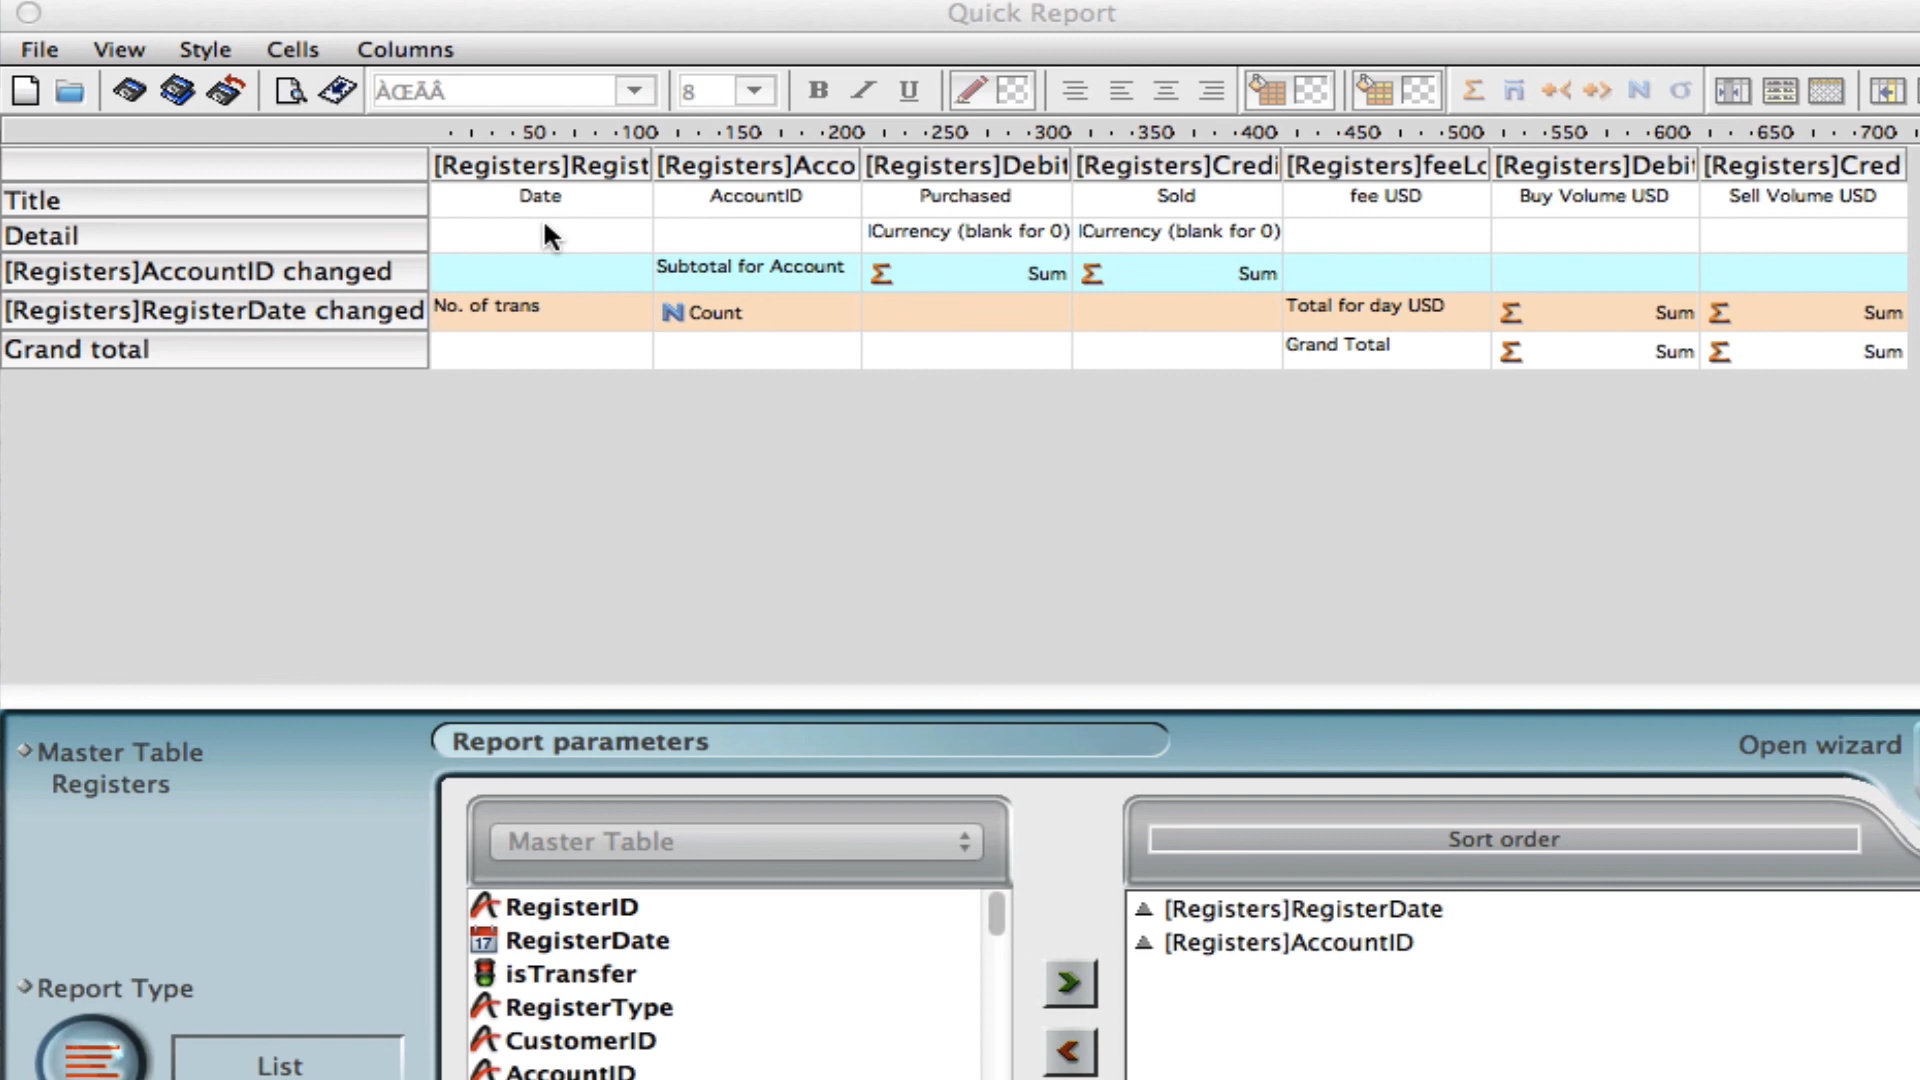 Quick Report
File View Style Cells Columns
ÀŒÃÂ 8 B I U
50 100 150 200 250 300 350 400 450 500 550 600 650 700
[Registers]Regist [Registers]Acco [Registers]Debit [Registers]Credi [Registers]feeLc [Registers]Debit [Registers]Cred
Title Date AccountID Purchased Sold fee USD Buy Volume USD Sell Volume USD
Detail |Currency (blank for 0) |Currency (blank for 0)
[Registers]AccountID changed Subtotal for Account Σ Sum Σ Sum
[Registers]RegisterDate changed No. of trans N Count Total for day USD Σ Sum Σ Sum
Grand total Grand Total Σ Sum Σ Sum
Master Table
Registers
Report parameters
Open wizard
Master Table
Sort order
RegisterID
17 RegisterDate
isTransfer
RegisterType
CustomerID
AccountID
[Registers]RegisterDate
[Registers]AccountID
Report Type
List